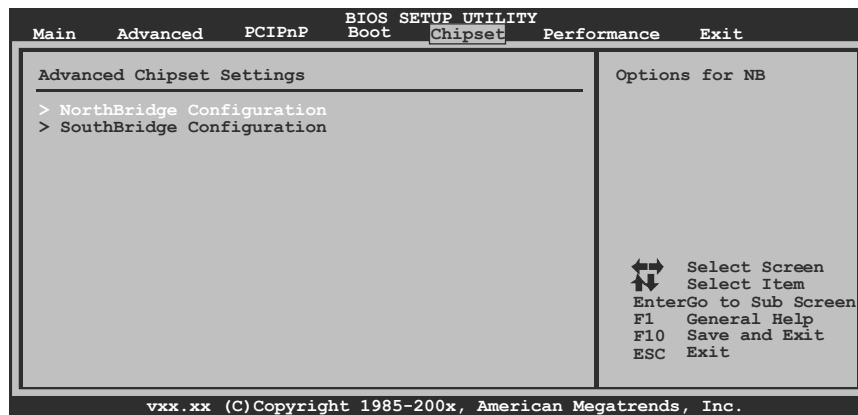 BIOS SETUP UTILITY
Main Advanced PCIPnP Boot Chipset Performance Exit
Advanced Chipset Settings
> NorthBridge Configuration
> SouthBridge Configuration
Options for NB
Select Screen
Select Item
EnterGo to Sub Screen
F1 General Help
F10 Save and Exit
ESC Exit
vxx.xx (C)Copyright 1985-200x, American Megatrends, Inc.